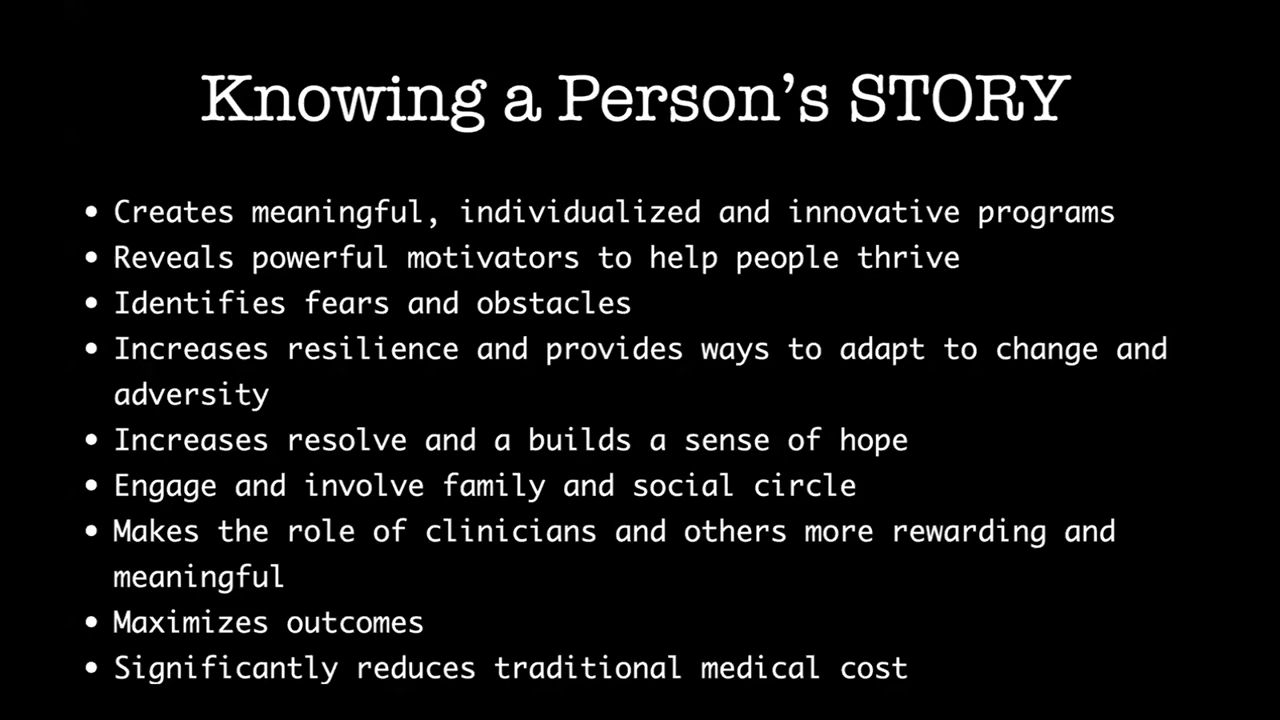 Knowing a Person's STORY
• Creates meaningful, individualized and innovative programs
• Reveals powerful motivators to help people thrive
• Identifies fears and obstacles
• Increases resilience and provides ways to adapt to change and
adversity
• Increases resolve and a builds a sense of hope
• Engage and involve family and social circle
• Makes the role of clinicians and others more rewarding and
meaningful
• Maximizes outcomes
• Significantly reduces traditional medical cost